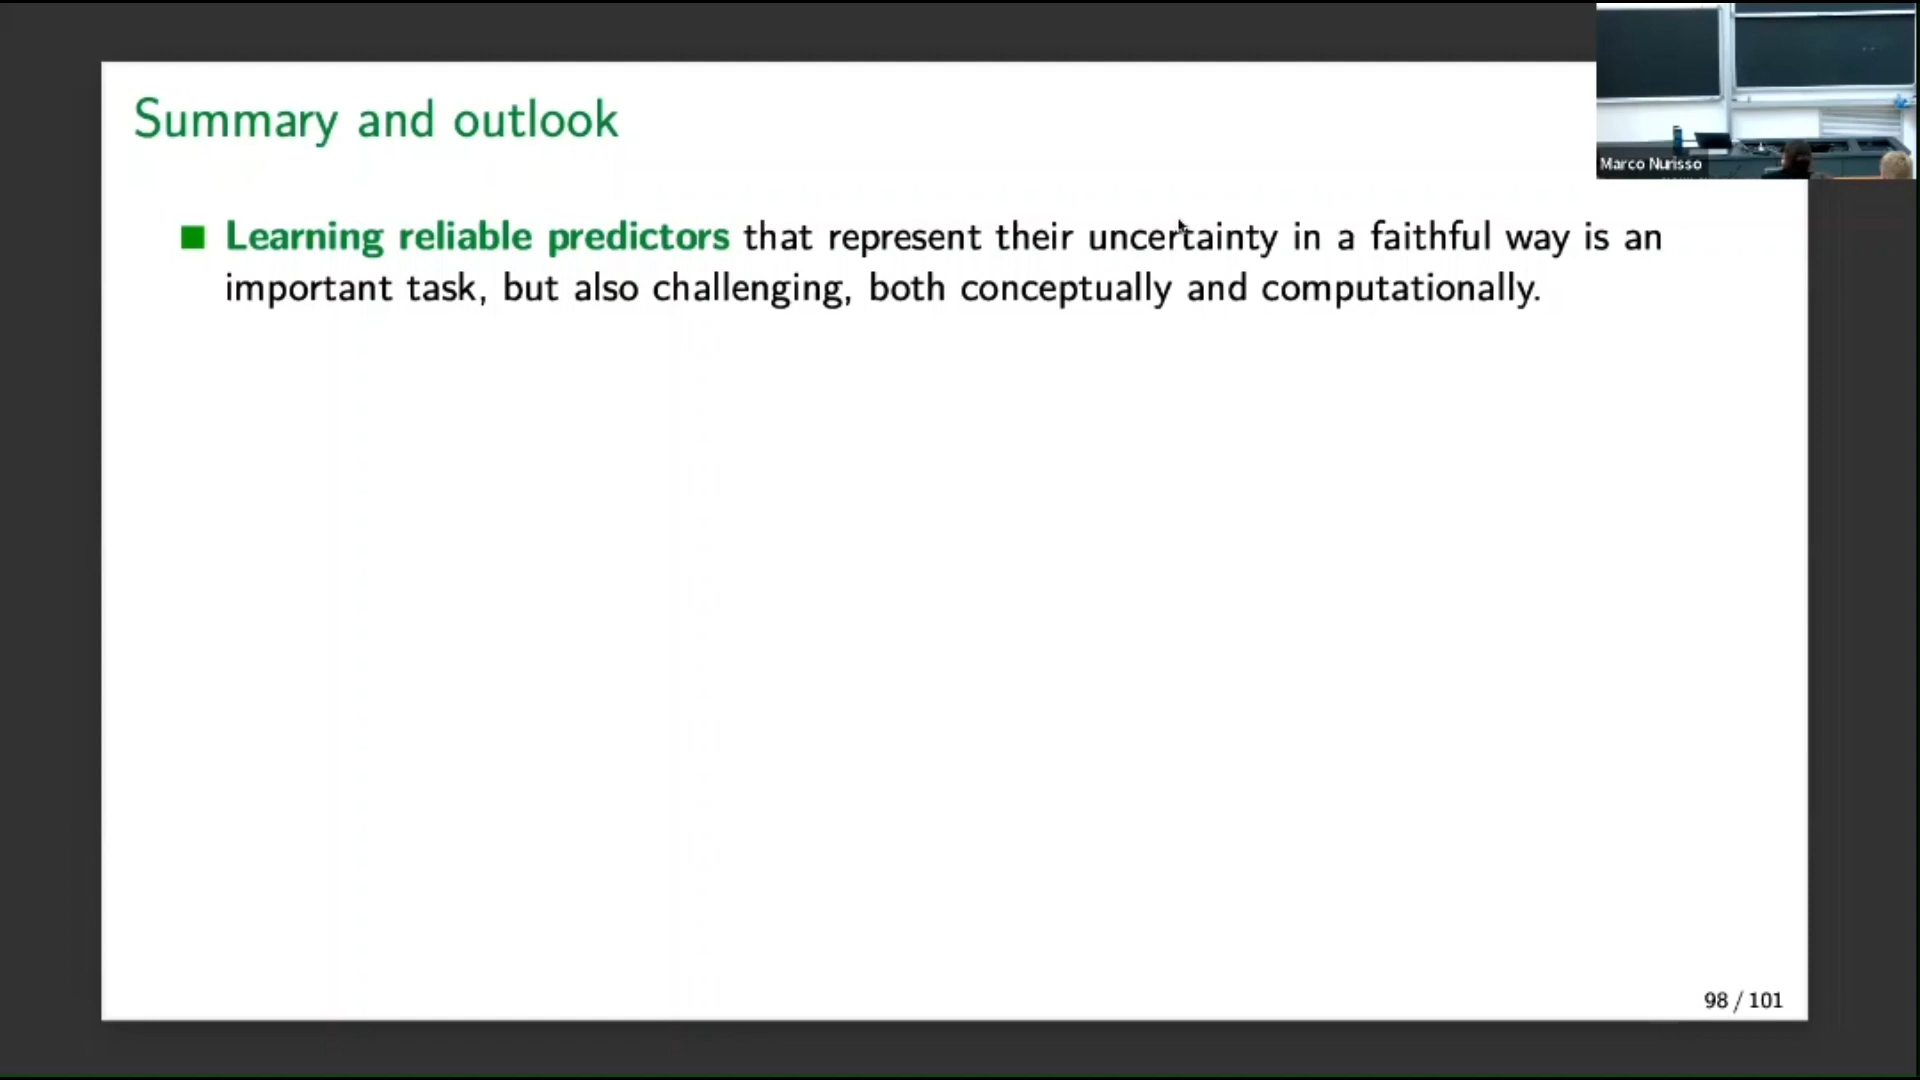 Summary and outlook
Marco Nurisso
Learning reliable predictors that represent their uncertainty in a faithful way is an
important task, but also challenging, both conceptually and computationally.
98 / 101